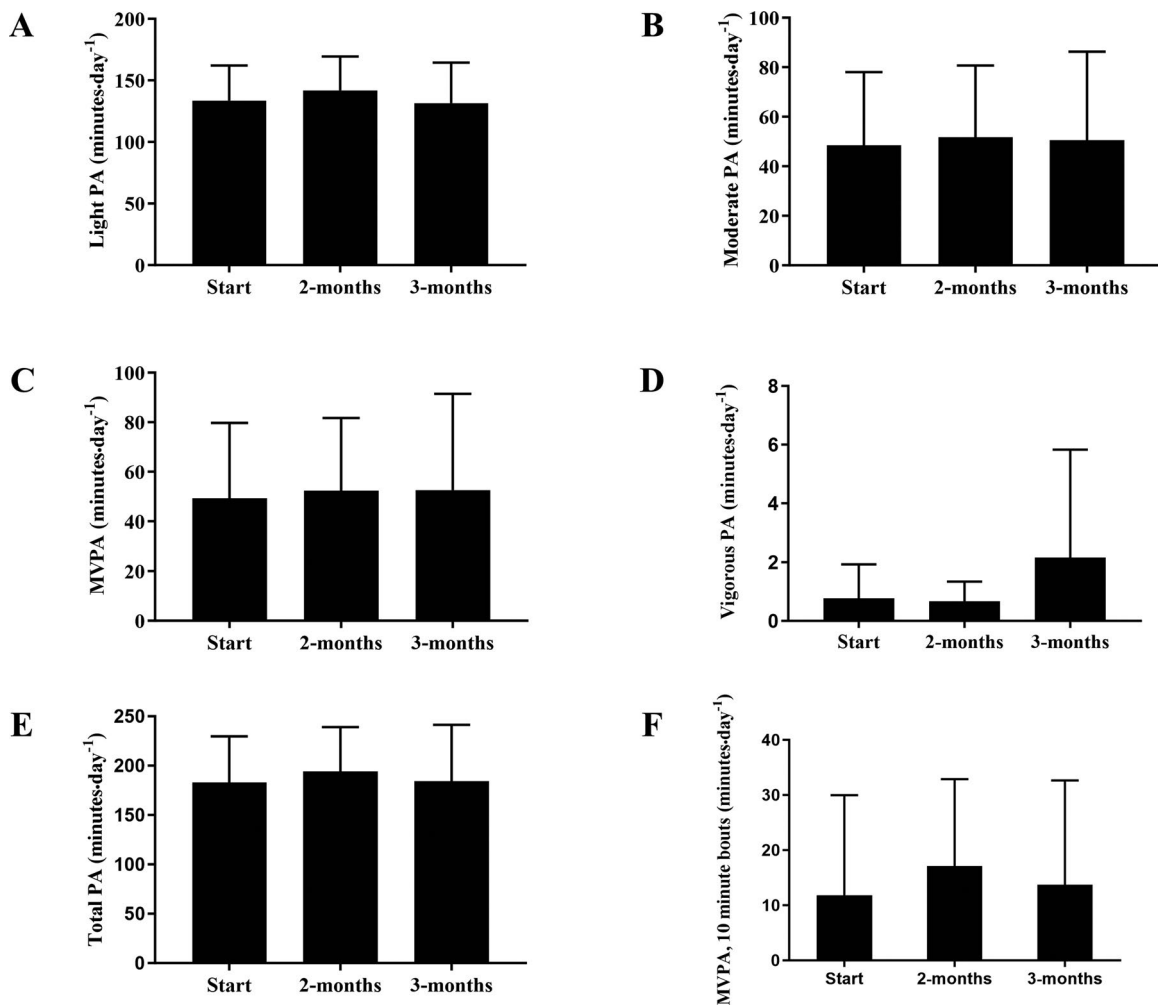 A
Light PA (minutes·day-1)
200
150
100
50
0
Start 2-months 3-months
B
Moderate PA (minutes·day-1)
100
80
60
40
20
0
Start 2-months 3-months
C
MVPA (minutes·day-1)
100
80
60
40
20
0
Start 2-months 3-months
D
Vigorous PA (minutes·day-1)
8
6
4
2
0
Start 2-months 3-months
E
Total PA (minutes·day-1)
250
200
150
100
50
0
Start 2-months 3-months
F
MVPA, 10 minute bouts (minutes·day-1)
40
30
20
10
0
Start 2-months 3-months